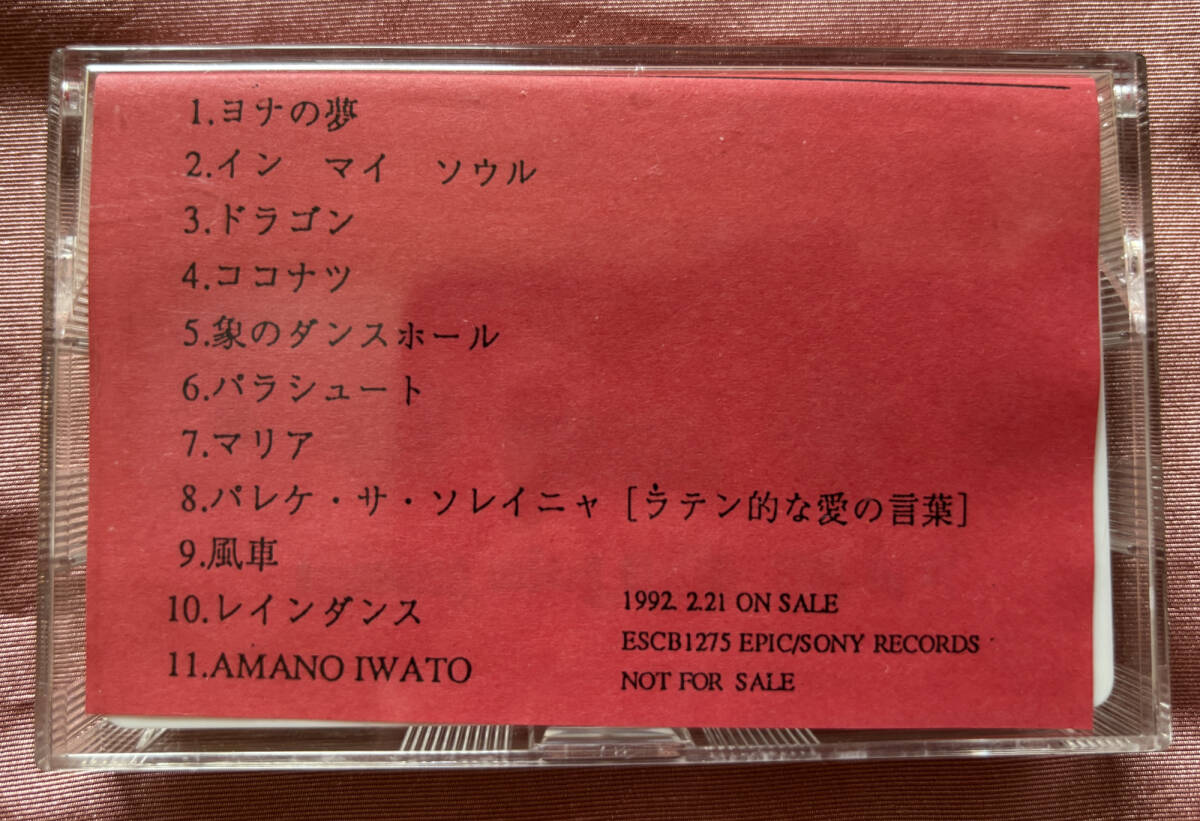 1.ヨナの夢
2.イン　マイ　ソウル
3.ドラゴン
4.ココナツ
5.象のダンスホール
6.パラシュート
7.マリア
8.パレケ・サ・ソレイニャ [ラテン的な愛の言葉]
9.風車
10.レインダンス
11.AMANO IWATO
1992. 2.21 ON SALE
ESCB1275 EPIC/SONY RECORDS
NOT FOR SALE